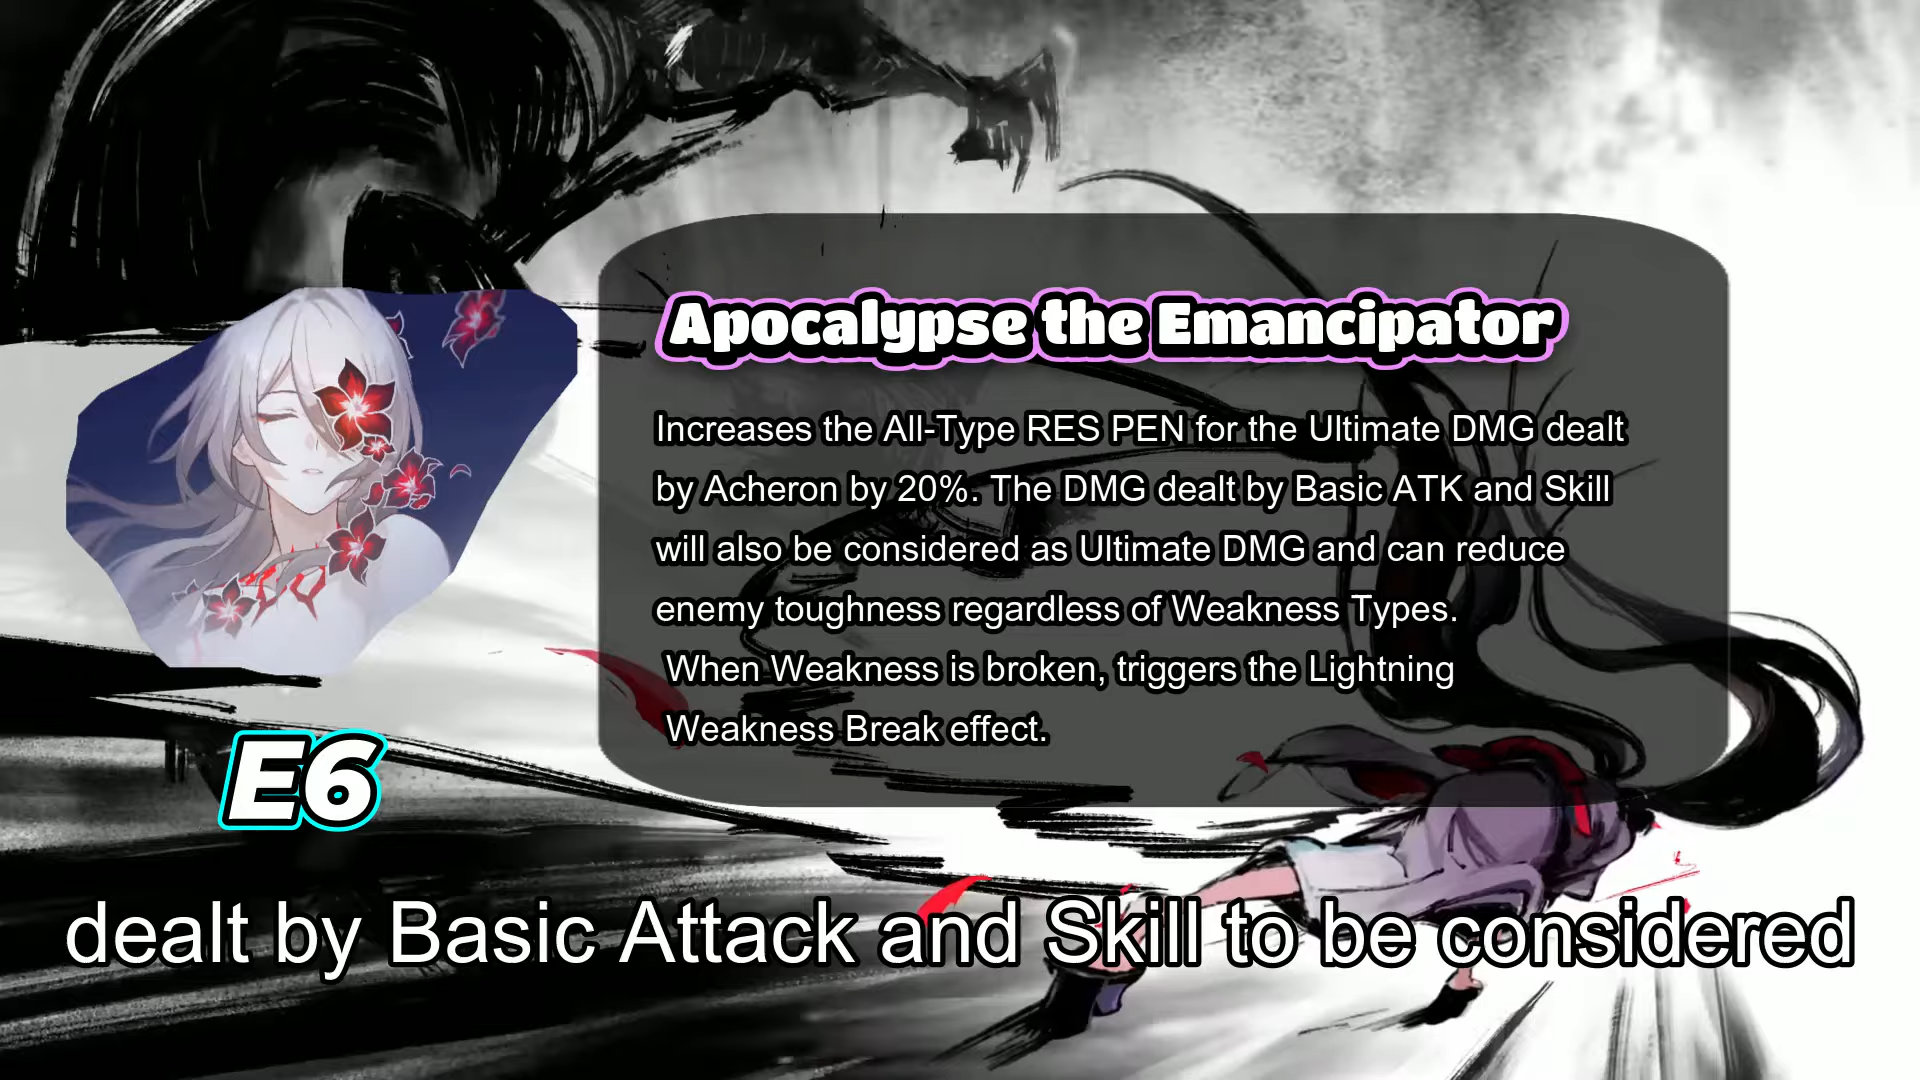 Apocalypse the Emancipator
Increases the All-Type RES PEN for the Ultimate DMG dealt
by Acheron by 20%. The DMG dealt by Basic ATK and Skill
will also be considered as Ultimate DMG and can reduce
enemy toughness regardless of Weakness Types.
When Weakness is broken, triggers the Lightning
Weakness Break effect.
E6
dealt by Basic Attack and Skill to be considered